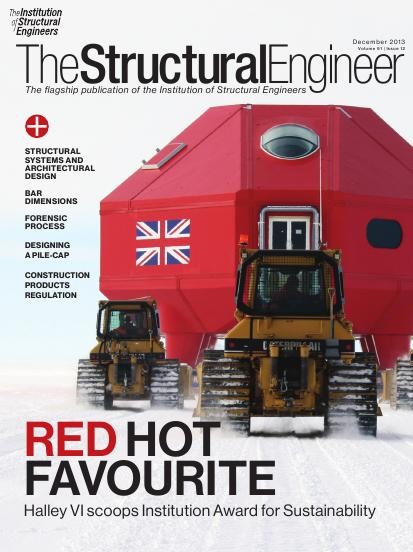 The Institution
of Structural
Engineers
December 2013
Volume 91 | Issue 12
TheStructuralEngineer
The flagship publication of the Institution of Structural Engineers
STRUCTURAL
SYSTEMS AND
ARCHITECTURAL
DESIGN
BAR
DIMENSIONS
FORENSIC
PROCESS
DESIGNING
A PILE-CAP
CONSTRUCTION
PRODUCTS
REGULATION
CATERPILLAR
RED HOT
FAVOURITE
Halley VI scoops Institution Award for Sustainability